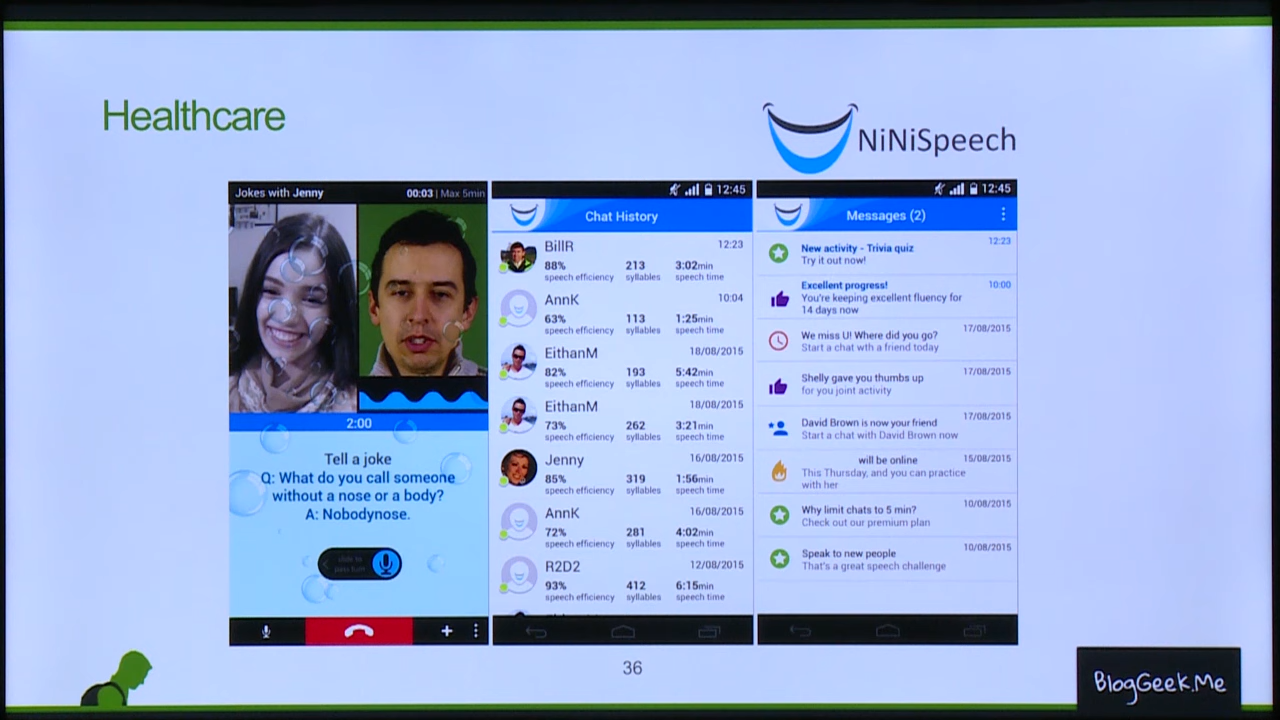 Healthcare
NiNiSpeech
Jokes with Jenny 00:03 | Max 5min
2:00
Tell a joke
Q: What do you call someone
without a nose or a body?
A: Nobodynose.
slide to
pass turn
12:45
Chat History
BillR 12:23
88% 213 3:02min
speech efficiency syllables speech time
AnnK 10:04
63% 113 1:25min
speech efficiency syllables speech time
EithanM 18/08/2015
82% 193 5:42min
speech efficiency syllables speech time
EithanM 18/08/2015
73% 262 3:21min
speech efficiency syllables speech time
Jenny 16/08/2015
85% 319 1:56min
speech efficiency syllables speech time
AnnK 16/08/2015
72% 281 4:02min
speech efficiency syllables speech time
R2D2 12/08/2015
93% 412 6:15min
speech efficiency syllables speech time
12:45
Messages (2)
New activity - Trivia quiz 12:23
Try it out now!
Excellent progress! 10:00
You're keeping excellent fluency for
14 days now
We miss U! Where did you go? 17/08/2015
Start a chat wth a friend today
Shelly gave you thumbs up 17/08/2015
for you joint activity
David Brown is now your friend 17/08/2015
Start a chat with David Brown now
will be online 15/08/2015
This Thursday, and you can practice
with her
Why limit chats to 5 min? 10/08/2015
Check out our premium plan
Speak to new people 10/08/2015
That's a great speech challenge
36
BlogGeek.Me